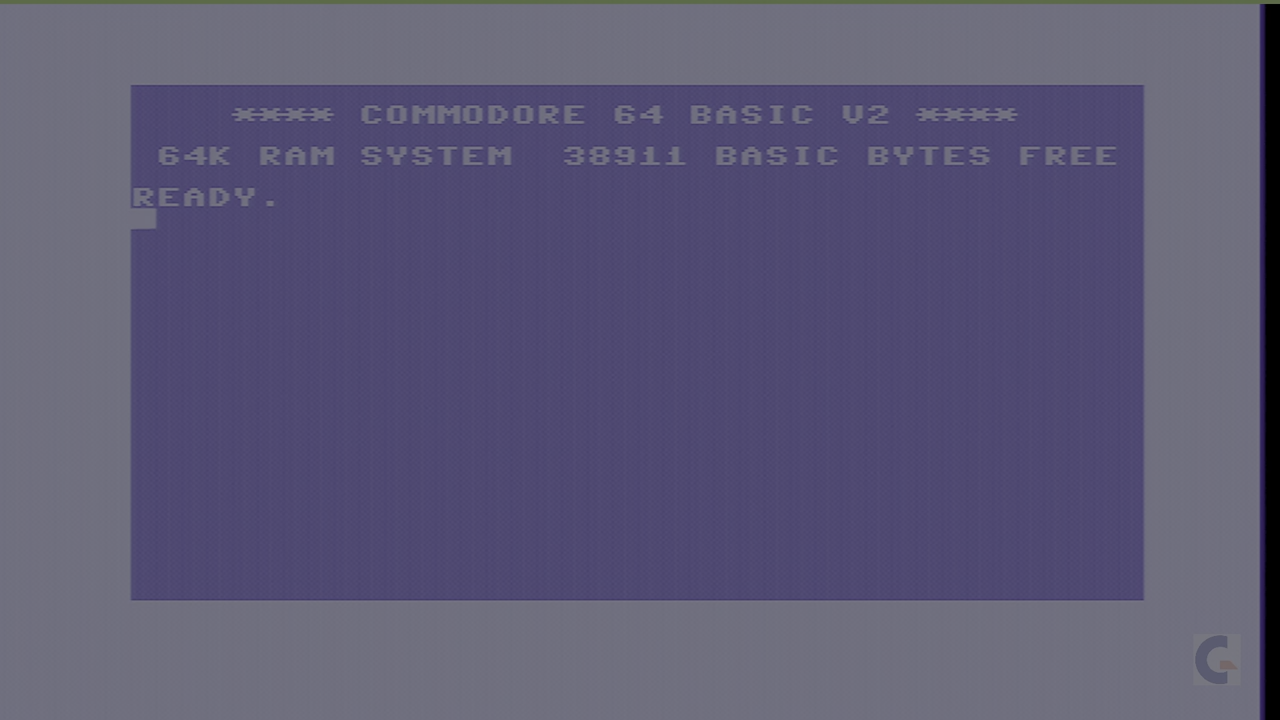 **** COMMODORE 64 BASIC V2 ****
64K RAM SYSTEM  38911 BASIC BYTES FREE
READY.